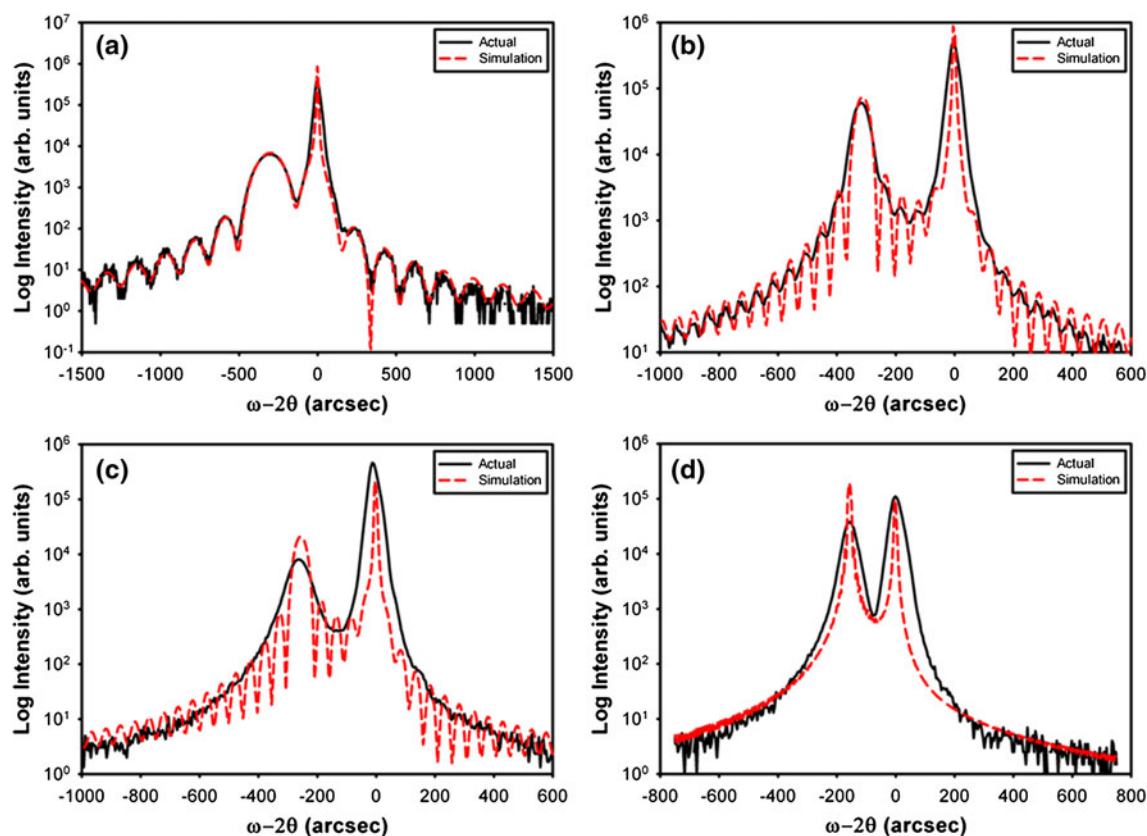 (a)
Actual
Simulation
Log Intensity (arb. units)
10^7
10^6
10^5
10^4
10^3
10^2
10^1
10^0
10^-1
-1500 -1000 -500 0 500 1000 1500
ω-2θ (arcsec)
(b)
Actual
Simulation
Log Intensity (arb. units)
10^6
10^5
10^4
10^3
10^2
10^1
-1000 -800 -600 -400 -200 0 200 400 600
ω-2θ (arcsec)
(c)
Actual
Simulation
Log Intensity (arb. units)
10^6
10^5
10^4
10^3
10^2
10^1
10^0
-1000 -800 -600 -400 -200 0 200 400 600
ω-2θ (arcsec)
(d)
Actual
Simulation
Log Intensity (arb. units)
10^6
10^5
10^4
10^3
10^2
10^1
10^0
-800 -600 -400 -200 0 200 400 600 800
ω-2θ (arcsec)